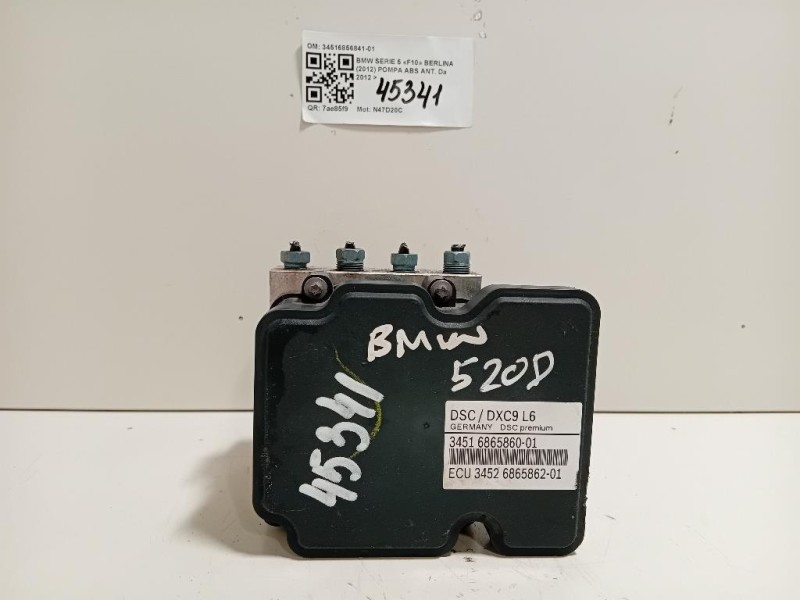 OM: 34516866841-01
BMW SERIE 5 «F10» BERLINA
(2012) POMPA ABS ANT. Da
2012 >
45341
QR: 7ae85f9 Mot: N47D20C
BMW
520D
45341
DSC / DXC9 L6
GERMANY DSC premium
3451 6865860-01
ECU 3452 6865862-01